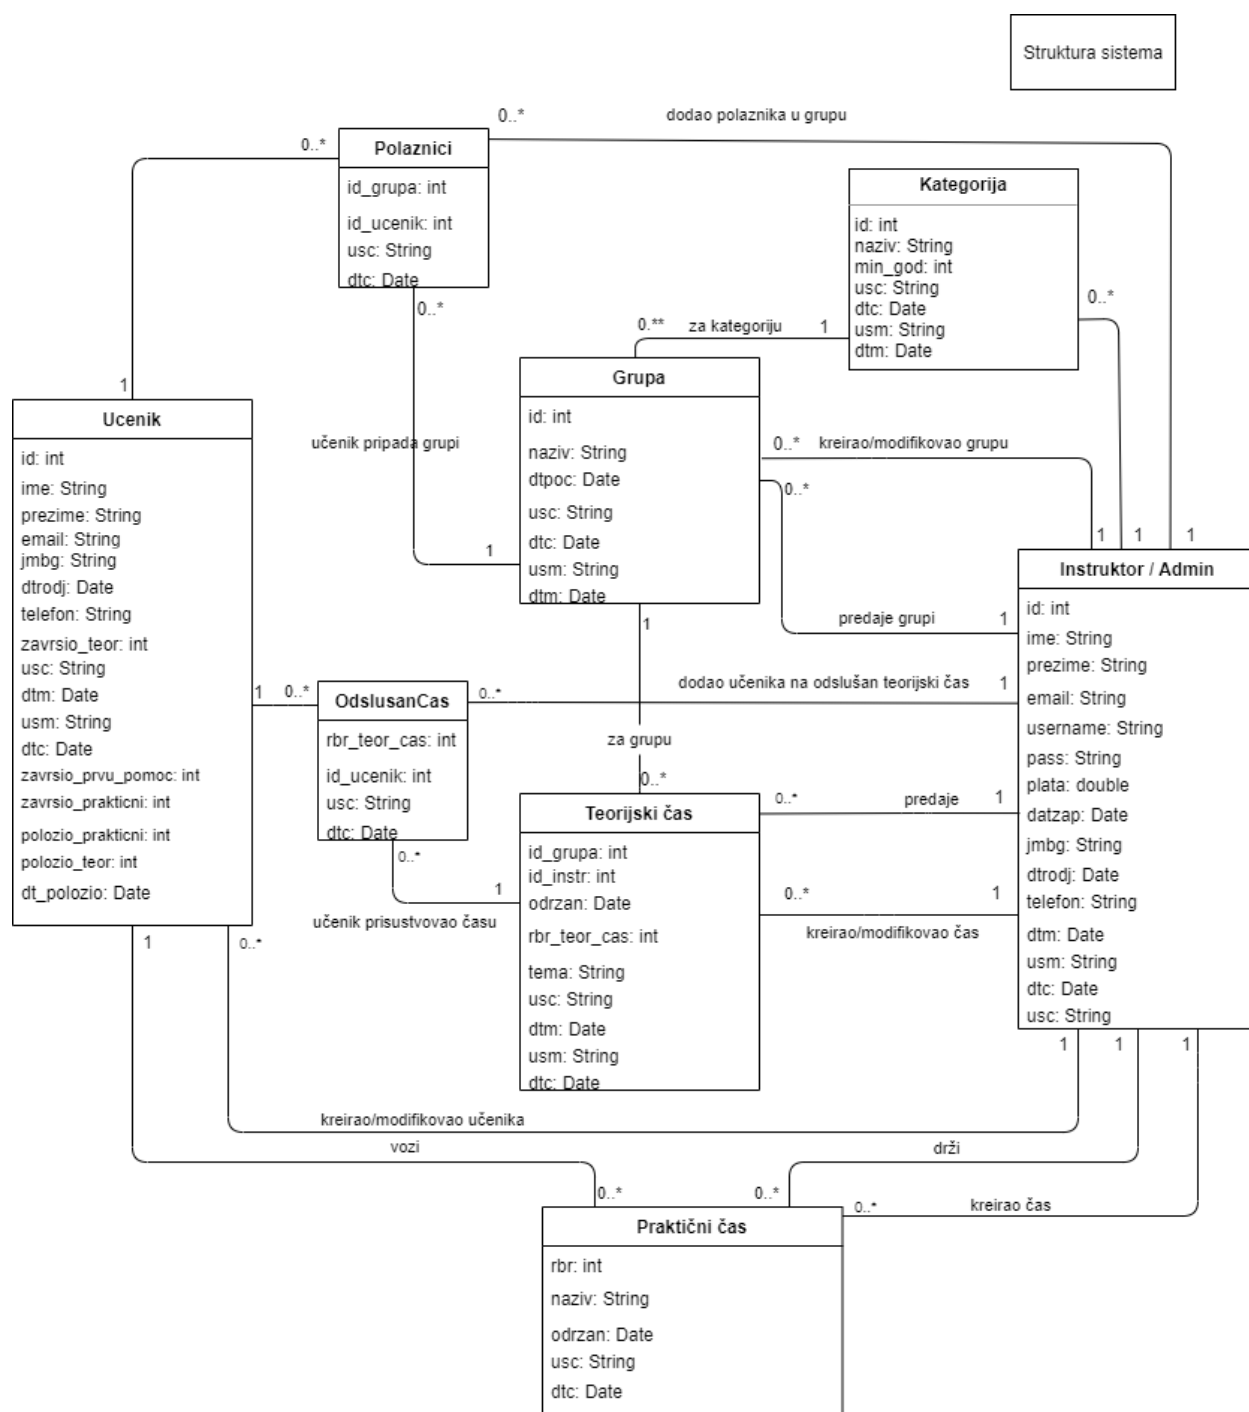 Struktura sistema
0..*
dodao polaznika u grupu
0..*
Polaznici
id_grupa: int
id_ucenik: int
usc: String
dtc: Date
Kategorija
id: int
naziv: String
min_god: int
usc: String
dtc: Date
usm: String
dtm: Date
0..*
0..*
0.**
za kategoriju
1
1
Grupa
id: int
naziv: String
dtpoc: Date
usc: String
dtc: Date
usm: String
dtm: Date
učenik pripada grupi
0..*
kreirao/modifikovao grupu
0..*
1
1
1
1
predaje grupi
1
1
Ucenik
id: int
ime: String
prezime: String
email: String
jmbg: String
dtrodj: Date
telefon: String
zavrsio_teor: int
usc: String
dtm: Date
usm: String
dtc: Date
zavrsio_prvu_pomoc: int
zavrsio_prakticni: int
polozio_prakticni: int
polozio_teor: int
dt_polozio: Date
Instruktor / Admin
id: int
ime: String
prezime: String
email: String
username: String
pass: String
plata: double
datzap: Date
jmbg: String
dtrodj: Date
telefon: String
dtm: Date
usm: String
dtc: Date
usc: String
1
0..*
OdslusanCas
rbr_teor_cas: int
id_ucenik: int
usc: String
dtc: Date
0..*
dodao učenika na odslušan teorijski čas
1
za grupu
0..*
Teorijski čas
id_grupa: int
id_instr: int
odrzan: Date
rbr_teor_cas: int
tema: String
usc: String
dtm: Date
usm: String
dtc: Date
0..*
predaje
1
0..*
1
učenik prisustvovao času
0..*
1
kreirao/modifikovao čas
1
0..*
1
1
1
kreirao/modifikovao učenika
vozi
drži
0..*
0..*
0..*
kreirao čas
Praktični čas
rbr: int
naziv: String
odrzan: Date
usc: String
dtc: Date